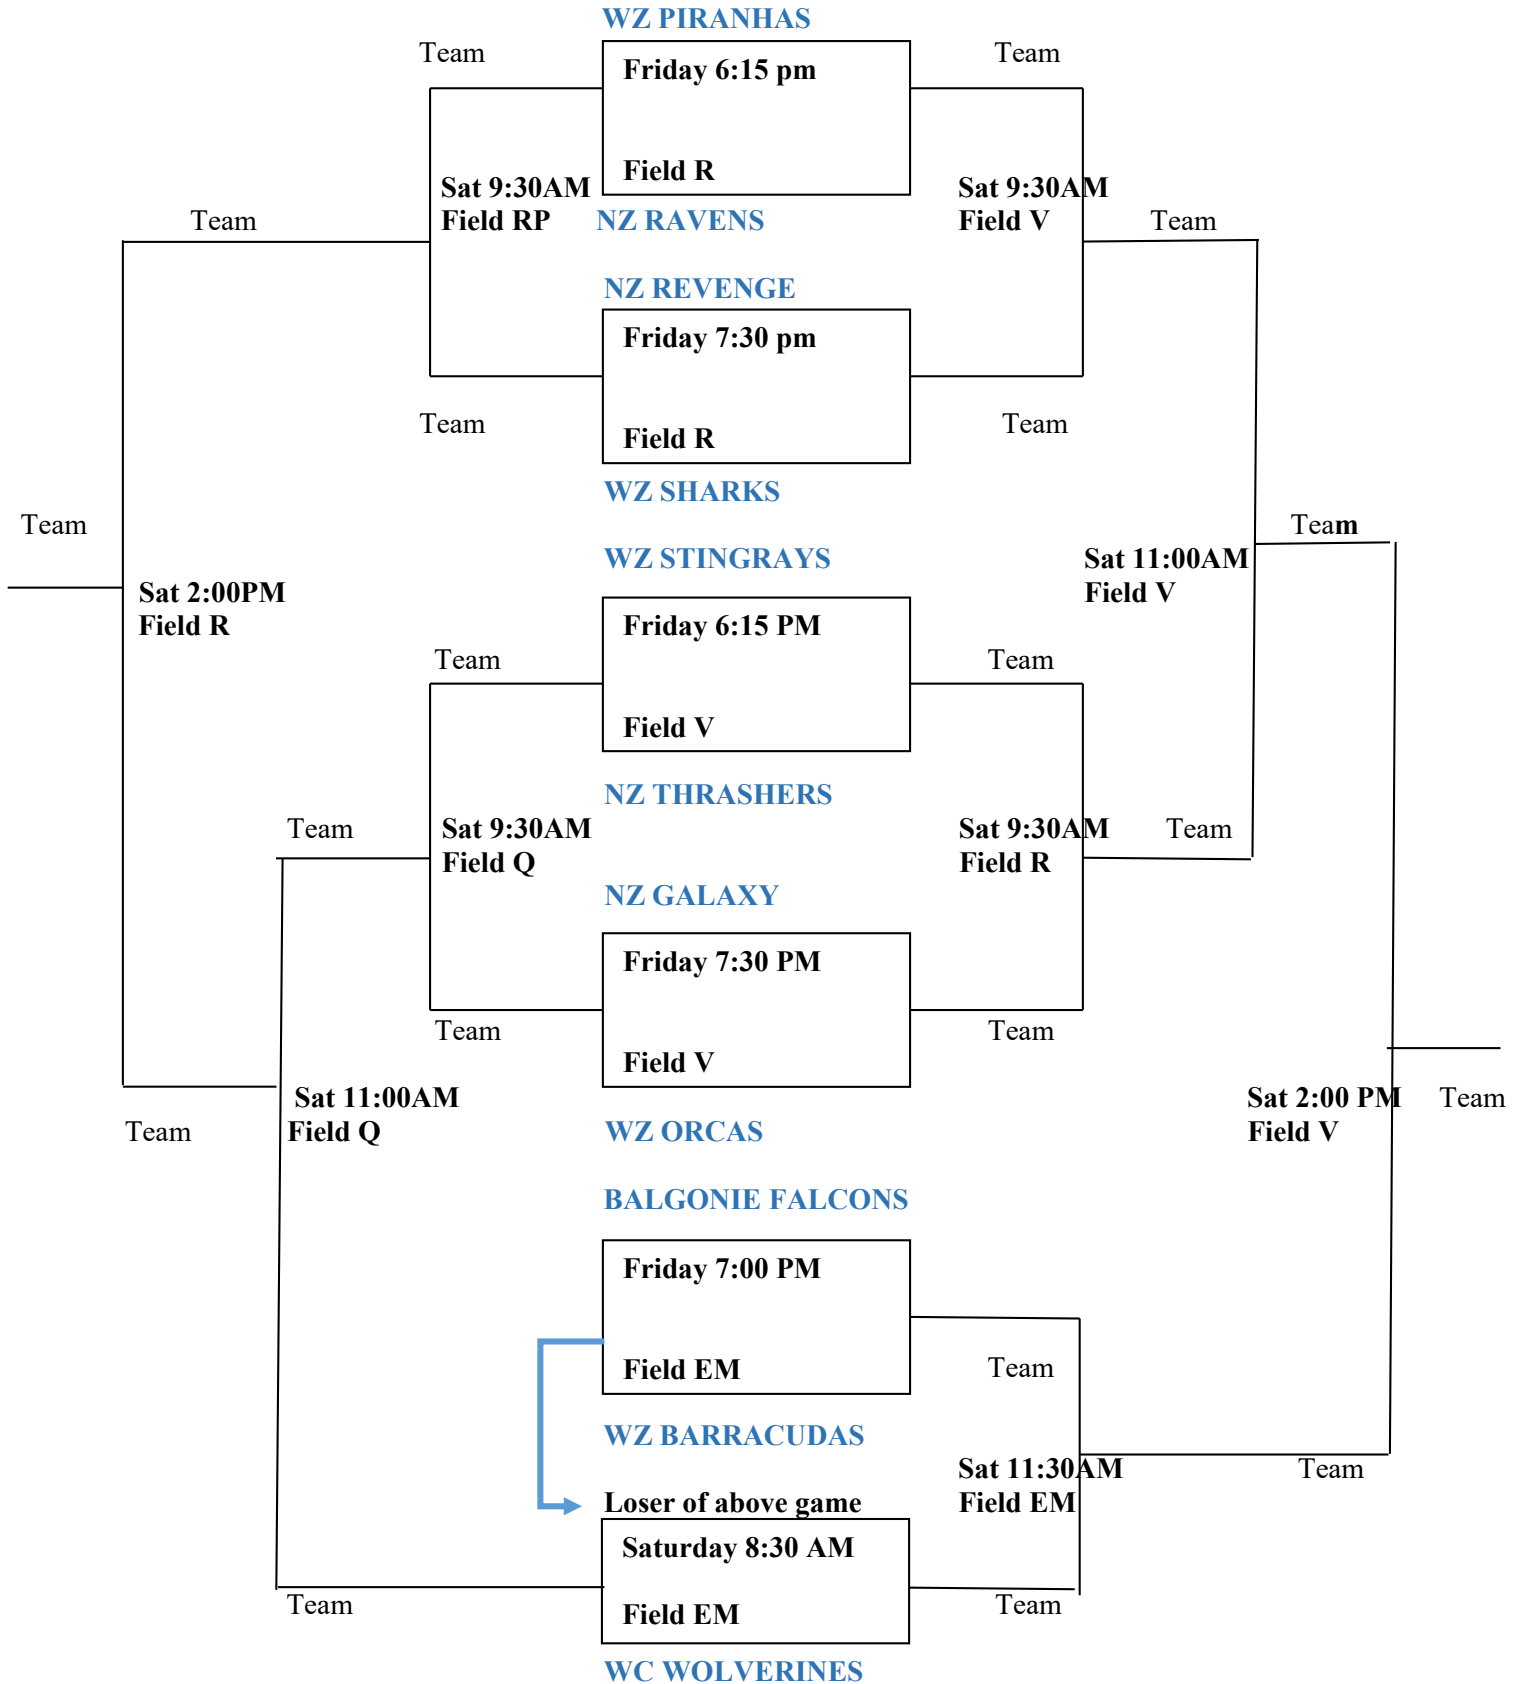 WZ PIRANHAS
Team
Friday 6:15 pm
Team
Field R
Sat 9:30AM
Field RP
Sat 9:30AM
Field V
Team
NZ RAVENS
Team
NZ REVENGE
Friday 7:30 pm
Team
Field R
Team
WZ SHARKS
Team
Team
WZ STINGRAYS
Sat 11:00AM
Field V
Sat 2:00PM
Field R
Friday 6:15 PM
Team
Team
Field V
NZ THRASHERS
Team
Sat 9:30AM
Field Q
Sat 9:30AM
Field R
Team
NZ GALAXY
Friday 7:30 PM
Team
Team
Field V
Sat 11:00AM
Field Q
Sat 2:00 PM
Field V
Team
Team
WZ ORCAS
BALGONIE FALCONS
Friday 7:00 PM
Field EM
Team
WZ BARRACUDAS
Sat 11:30AM
Field EM
Team
Loser of above game
Saturday 8:30 AM
Field EM
Team
Team
WC WOLVERINES